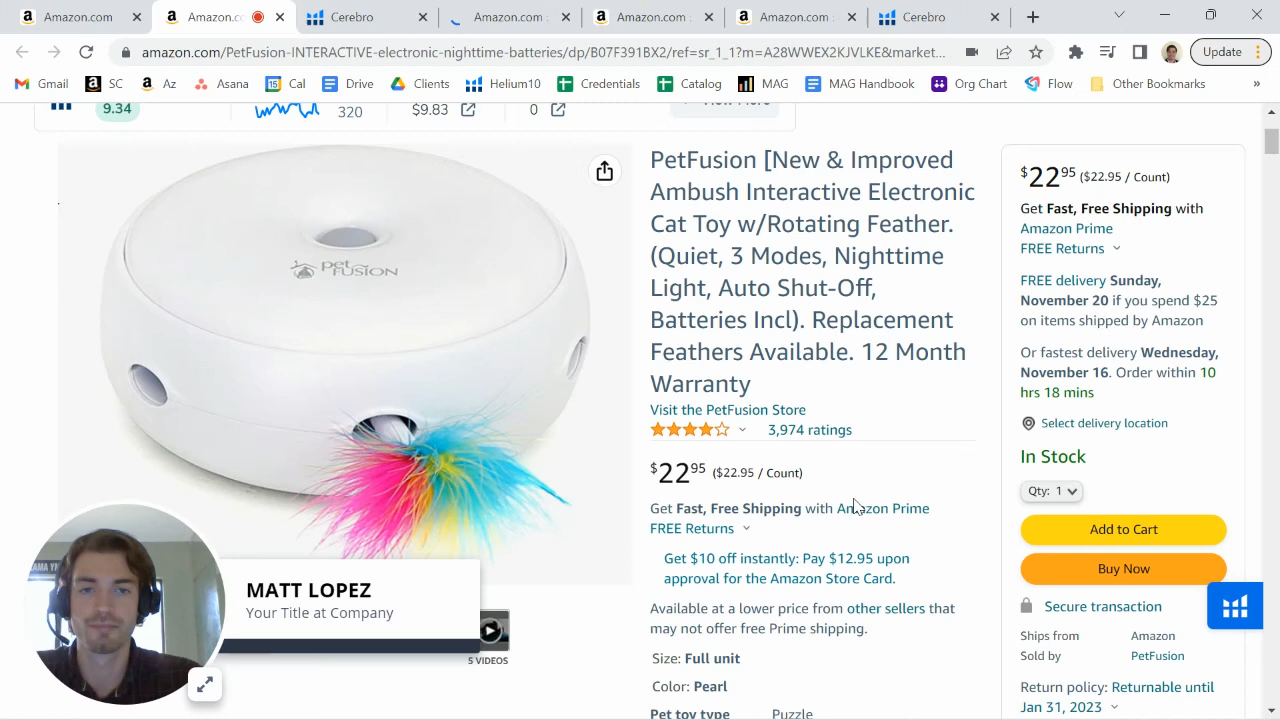 Amazon.com
Amazon.c
Cerebro
Amazon.com
Amazon.com
Amazon.com
Cerebro
amazon.com/PetFusion-INTERACTIVE-electronic-nighttime-batteries/dp/B07F391BX2/ref=sr_1_1?m=A28WWEX2KJVLKE&market...
Update
Gmail
SC
Az
Asana
Cal
Drive
Clients
Helium10
Credentials
Catalog
MAG
MAG Handbook
Org Chart
Flow
Other Bookmarks
»
9.34
320
$9.83
0
PetFusion [New & Improved
Ambush Interactive Electronic
Cat Toy w/Rotating Feather.
(Quiet, 3 Modes, Nighttime
Light, Auto Shut-Off,
Batteries Incl). Replacement
Feathers Available. 12 Month
Warranty
Visit the PetFusion Store
3,974 ratings
$22 95 ($22.95 / Count)
Get Fast, Free Shipping with Amazon Prime
FREE Returns
Get $10 off instantly: Pay $12.95 upon
approval for the Amazon Store Card.
Available at a lower price from other sellers that
may not offer free Prime shipping.
Size: Full unit
Color: Pearl
Pet toy type Puzzle
pet FUSION
5 VIDEOS
MATT LOPEZ
Your Title at Company
$22 95 ($22.95 / Count)
Get Fast, Free Shipping with
Amazon Prime
FREE Returns
FREE delivery Sunday,
November 20 if you spend $25
on items shipped by Amazon
Or fastest delivery Wednesday,
November 16. Order within 10
hrs 18 mins
Select delivery location
In Stock
Qty: 1
Add to Cart
Buy Now
Secure transaction
Ships from Amazon
Sold by PetFusion
Return policy: Returnable until
Jan 31, 2023